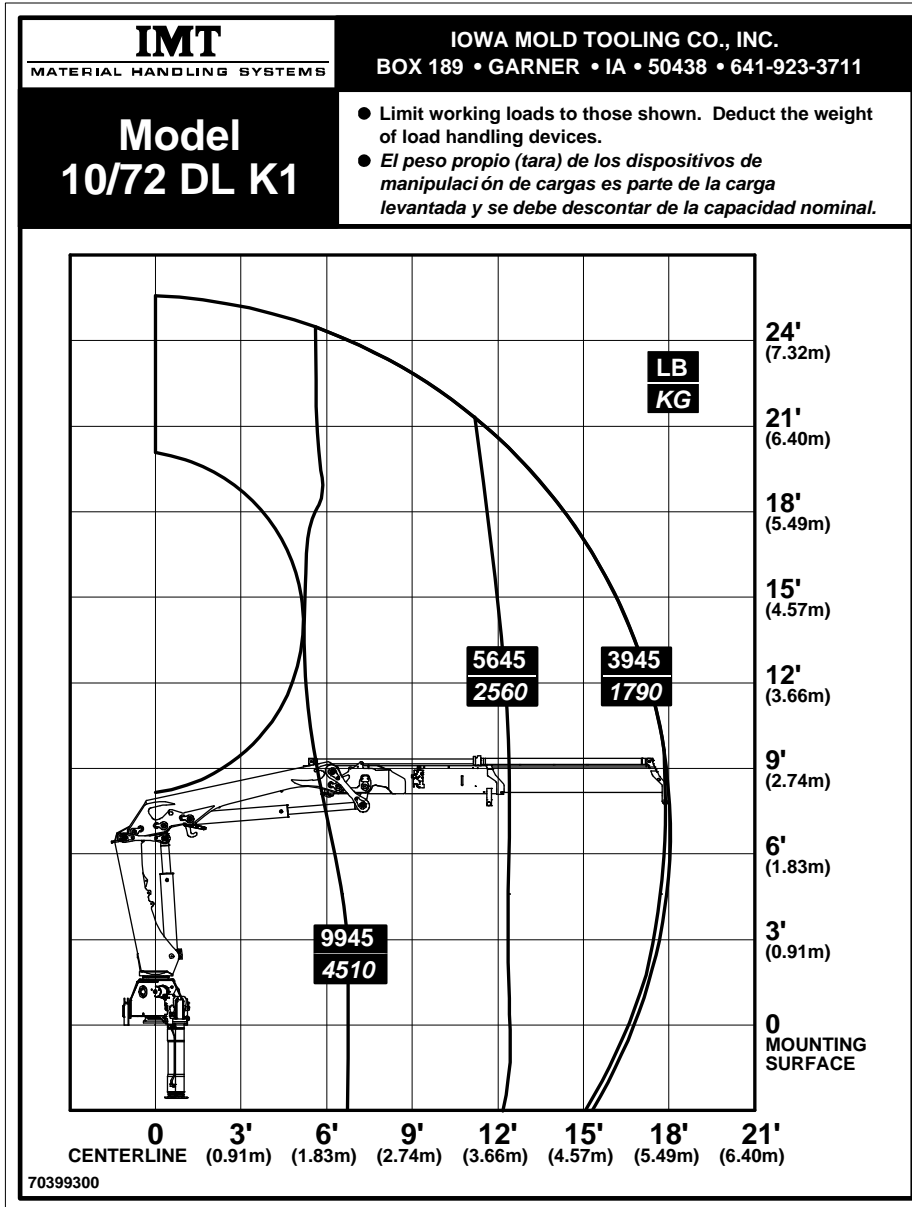 IMT
MATERIAL HANDLING SYSTEMS
IOWA MOLD TOOLING CO., INC.
BOX 189 • GARNER • IA • 50438 • 641-923-3711
Model
10/72 DL K1
● Limit working loads to those shown. Deduct the weight
of load handling devices.
● El peso propio (tara) de los dispositivos de
manipulación de cargas es parte de la carga
levantada y se debe descontar de la capacidad nominal.
24'
(7.32m)
LB
KG
21'
(6.40m)
18'
(5.49m)
15'
(4.57m)
5645
2560
3945
1790
12'
(3.66m)
9'
(2.74m)
6'
(1.83m)
9945
4510
3'
(0.91m)
0
MOUNTING
SURFACE
0 3' 6' 9' 12' 15' 18' 21'
CENTERLINE (0.91m) (1.83m) (2.74m) (3.66m) (4.57m) (5.49m) (6.40m)
70399300